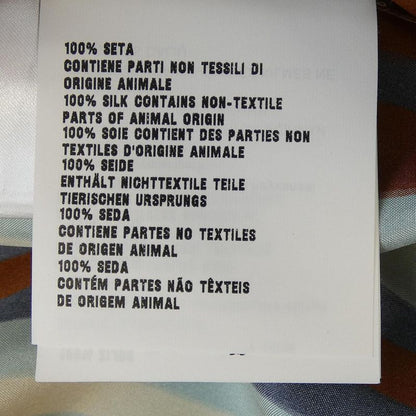 100% SETA
CONTIENE PARTI NON TESSILI DI
ORIGINE ANIMALE
100% SILK CONTAINS NON-TEXTILE
PARTS OF ANIMAL ORIGIN
100% SOIE CONTIENT DES PARTIES NON
TEXTILES D'ORIGINE ANIMALE
100% SEIDE
ENTHÄLT NICHTTEXTILE TEILE
TIERISCHEN URSPRUNGS
100% SEDA
CONTIENE PARTES NO TEXTILES
DE ORIGEN ANIMAL
100% SEDA
CONTÉM PARTES NÃO TÊXTEIS
DE ORIGEM ANIMAL